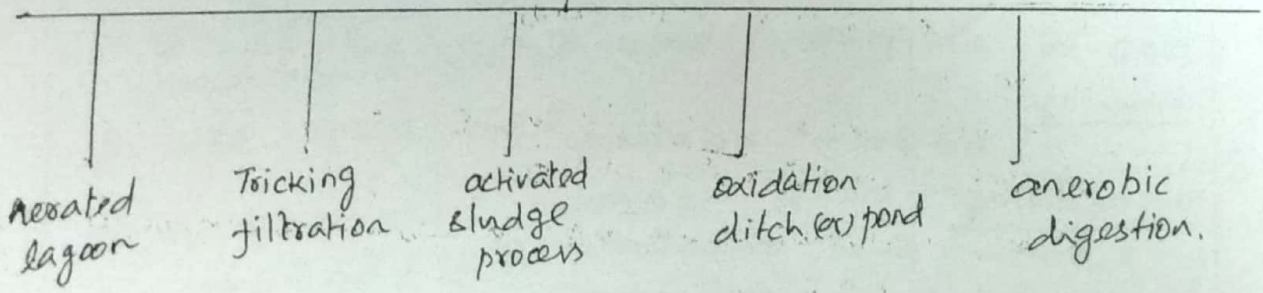 Aerated
lagoon
Tricking
filtration
activated
sludge
process
oxidation
ditch (or) pond
anerobic
digestion.